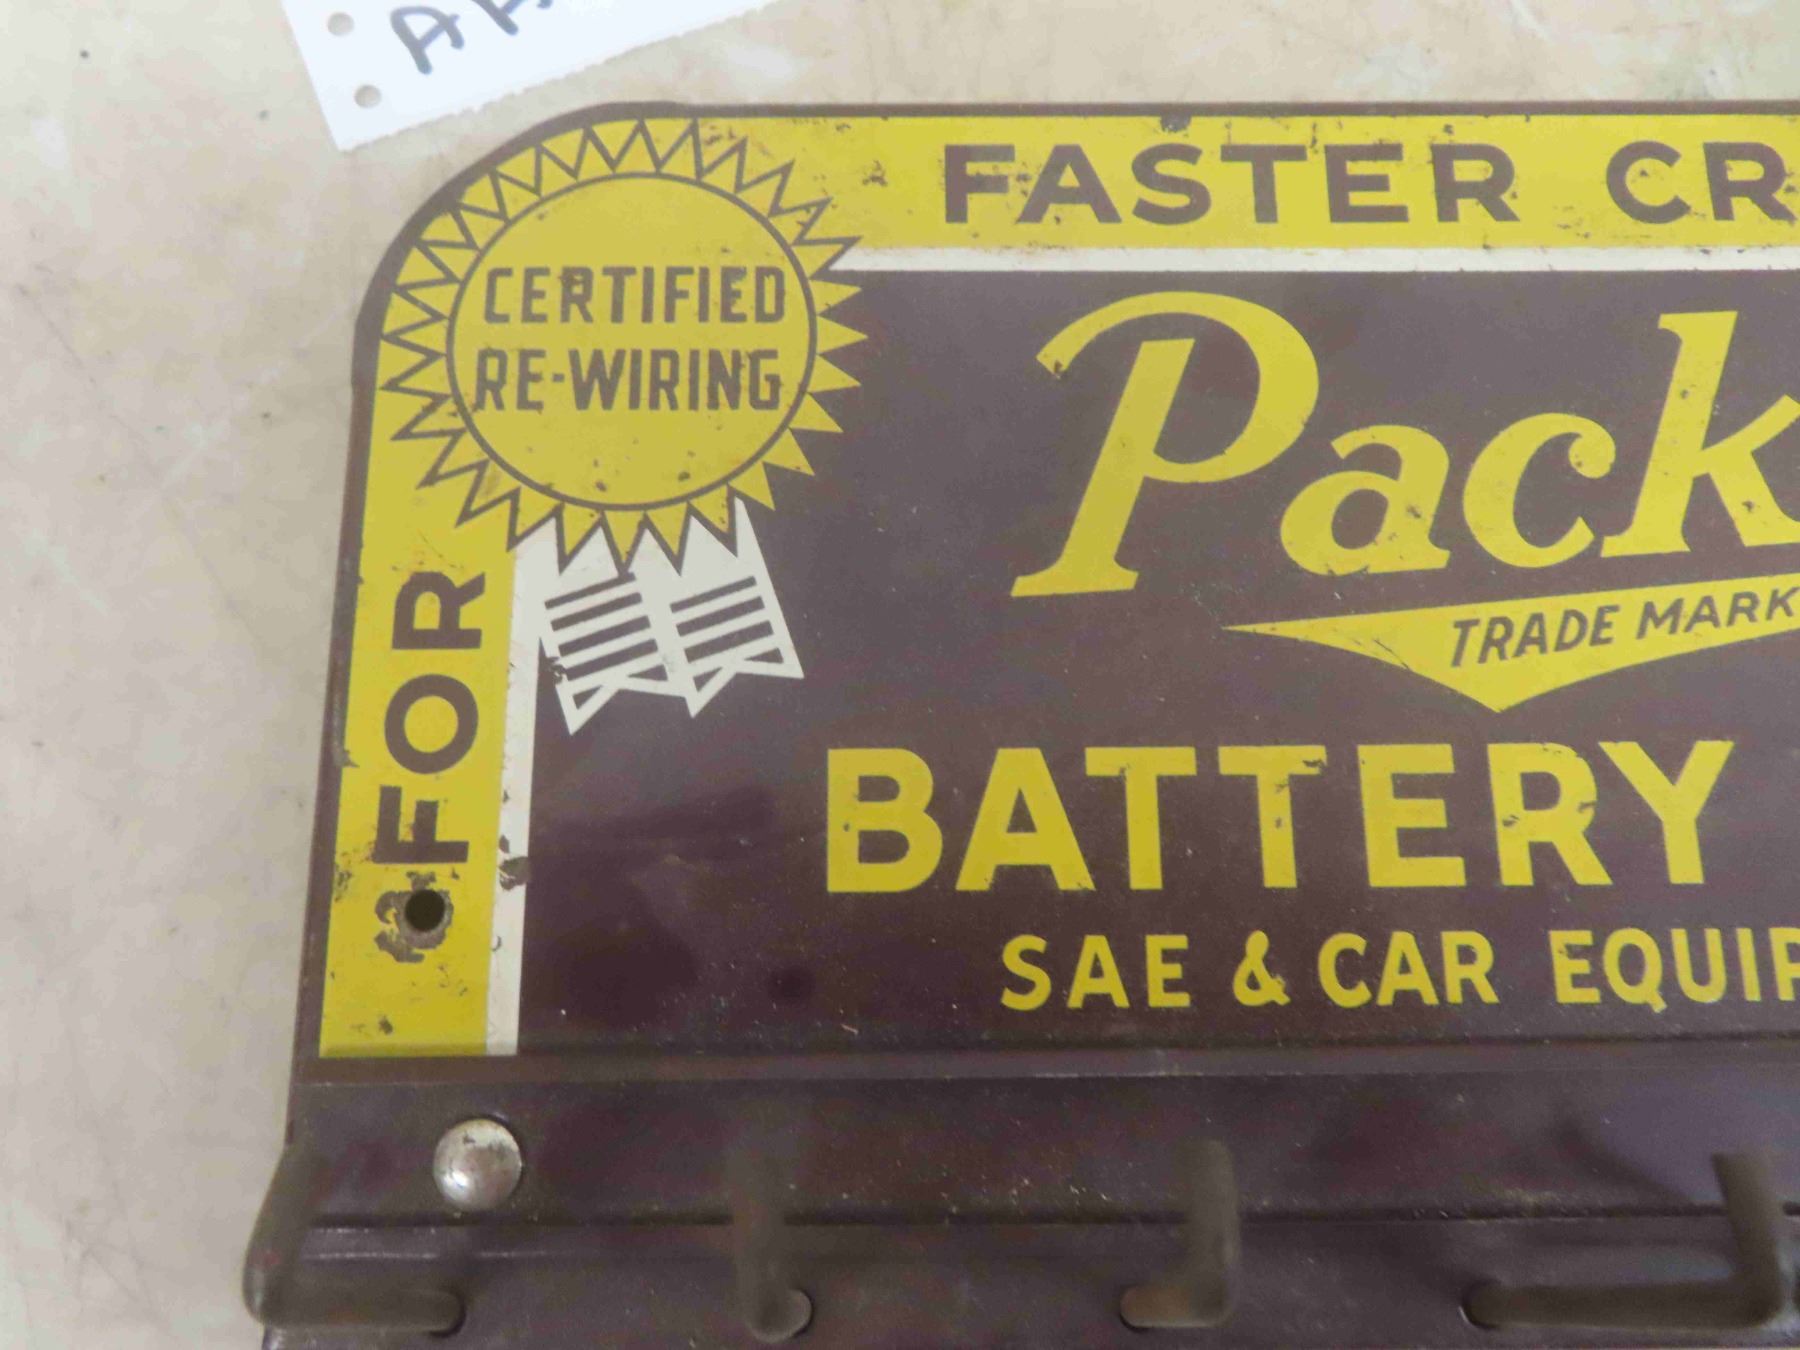 CERTIFIED
RE-WIRING
FOR
FASTER CR
Pack
TRADE MARK
BATTERY
SAE & CAR EQUIP